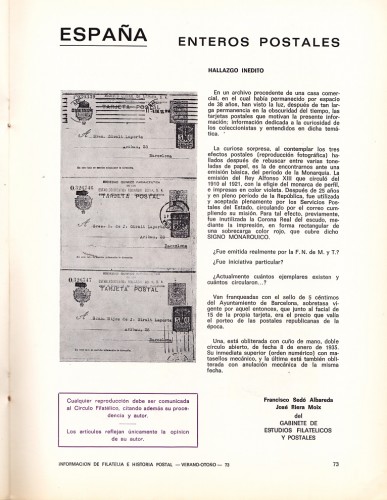 ESPAÑA
ENTEROS POSTALES
HALLAZGO INEDITO
En un archivo procedente de una casa comer-
cial, en el cual había permanecido por espacio
de 38 años, han visto la luz, después de tan lar-
ga permanencia en la obscuridad del tiempo, las
tarjetas postales que motivan la presente infor-
mación; información dedicada a la curiosidad de
los coleccionistas y entendidos en dicha temá-
tica.
La curiosa sorpresa, al contemplar los tres
efectos postales (reproducción fotográfica) ha-
llados después de rebuscar entre varias tone-
ladas de papel, es la de encontrarnos ante una
emisión básica, del período de la Monarquía. La
emisión del Rey Alfonso XIII que circuló del
1910 al 1921, con la efigie del monarca de perfil,
e impreses en color violeta. Después de 25 años
y en pleno período de la República, fue utilizada
y aceptada plenamente por los Servicios Pos-
tales del Estado, circulando por el correo cum-
pliendo su misión. Para tal efecto, previamente,
fue inutilizada la Corona Real del escudo, me-
diante la impresión, en forma rectangular de
una sobrecarga color rojo, que cubre dicho
SIGNO MONARQUICO.
¿Fue emitida realmente por la F. N. de M. y T.?
¿Fue iniciativa particular?
¿Actualmente cuántos ejemplares existen y
cuántos circularon...?
Van franqueadas con el sello de 5 céntimos
del Ayuntamiento de Barcelona, sobretasa vigen-
te por aquel entonces, que junto al facial de
15 de la propia tarjeta, era el precio que valía
el porteo de las postales republicanas de la
época.
Una, está obliterada con cuño de mano, doble
círculo abierto, de fecha 8 de enero de 1935.
Su inmediata superior (orden numérico) con ma-
tasellos mecánico, y la última está también obli-
terada con anulación mecánica de la misma
fecha.
Francisco Sedó Albareda
José Riera Moix
del
GABINETE DE
ESTUDIOS FILATELICOS
Y POSTALES
TARJETA POSTAL
Barcelona
0,326746
TARJETA POSTAL
Barcelona
0,326747
TARJETA POSTAL
Barcelona
Cualquier reproducción debe ser comunicada
al Círculo Filatélico, citando además su proce-
dencia y autor.
Los artículos reflejan únicamente la opinión
de su autor.
INFORMACION DE FILATELIA E HISTORIA POSTAL — VERANO-OTOÑO — 73
73